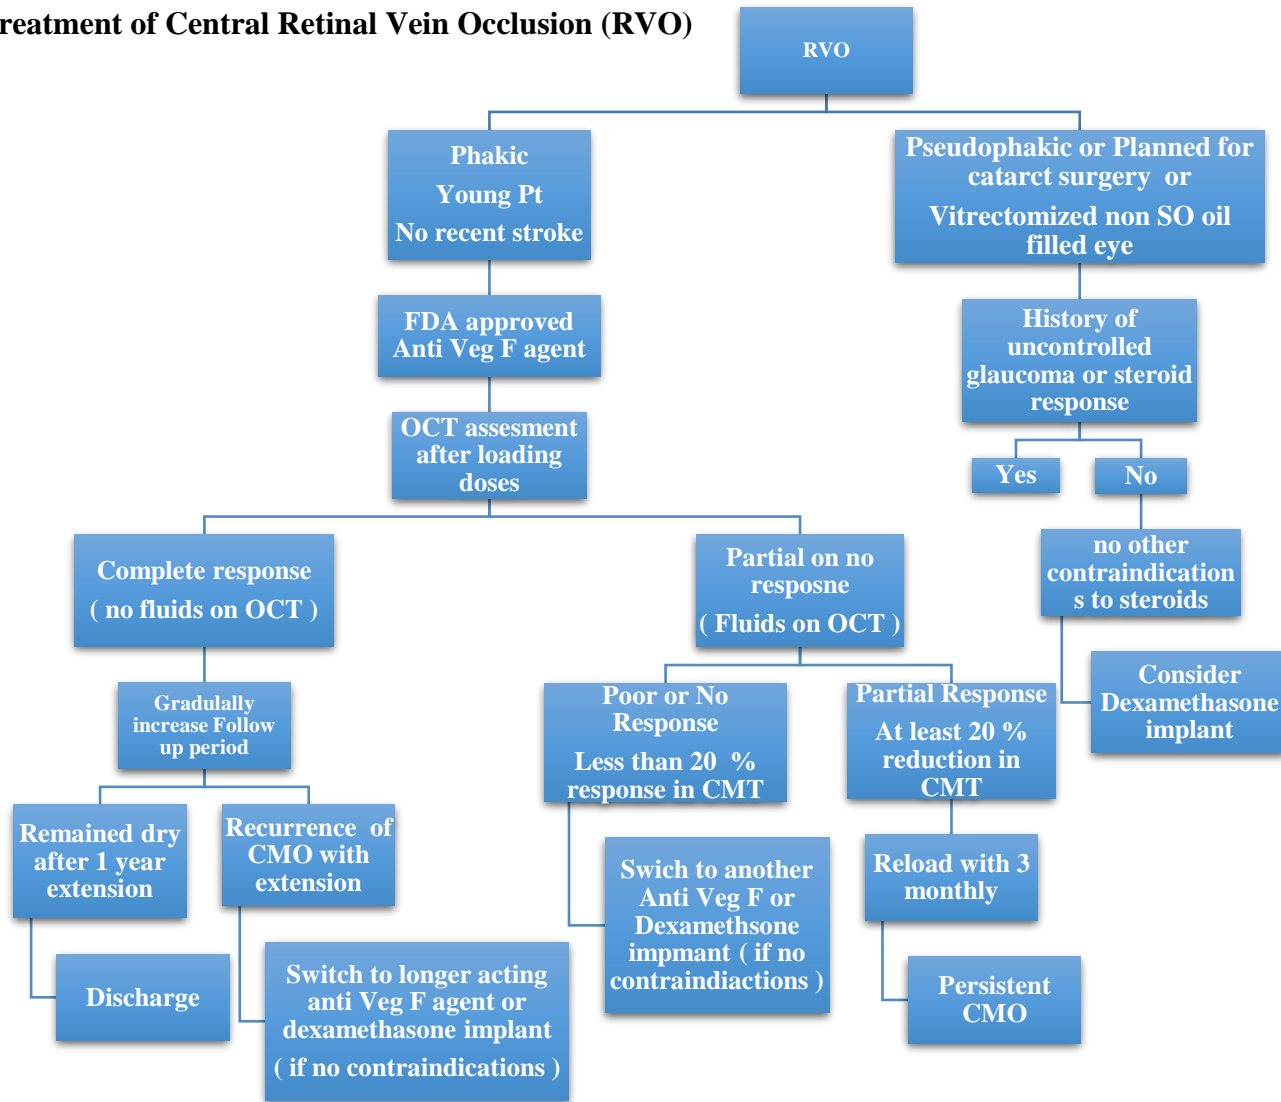 reatment of Central Retinal Vein Occlusion (RVO)
RVO
Phakic
Young Pt
No recent stroke
Pseudophakic or Planned for
catarct surgery or
Vitrectomized non SO oil
filled eye
FDA approved
Anti Veg F agent
History of
uncontrolled
glaucoma or steroid
response
OCT assesment
after loading
doses
Yes
No
Complete response
( no fluids on OCT )
Partial on no
resposne
( Fluids on OCT )
no other
contraindication
s to steroids
Gradulally
increase Follow
up period
Poor or No
Response
Less than 20 %
response in CMT
Partial Response
At least 20 %
reduction in
CMT
Consider
Dexamethasone
implant
Remained dry
after 1 year
extension
Recurrence of
CMO with
extension
Swich to another
Anti Veg F or
Dexamethsone
impmant ( if no
contraindiactions )
Reload with 3
monthly
Discharge
Switch to longer acting
anti Veg F agent or
dexamethasone implant
( if no contraindications )
Persistent
CMO